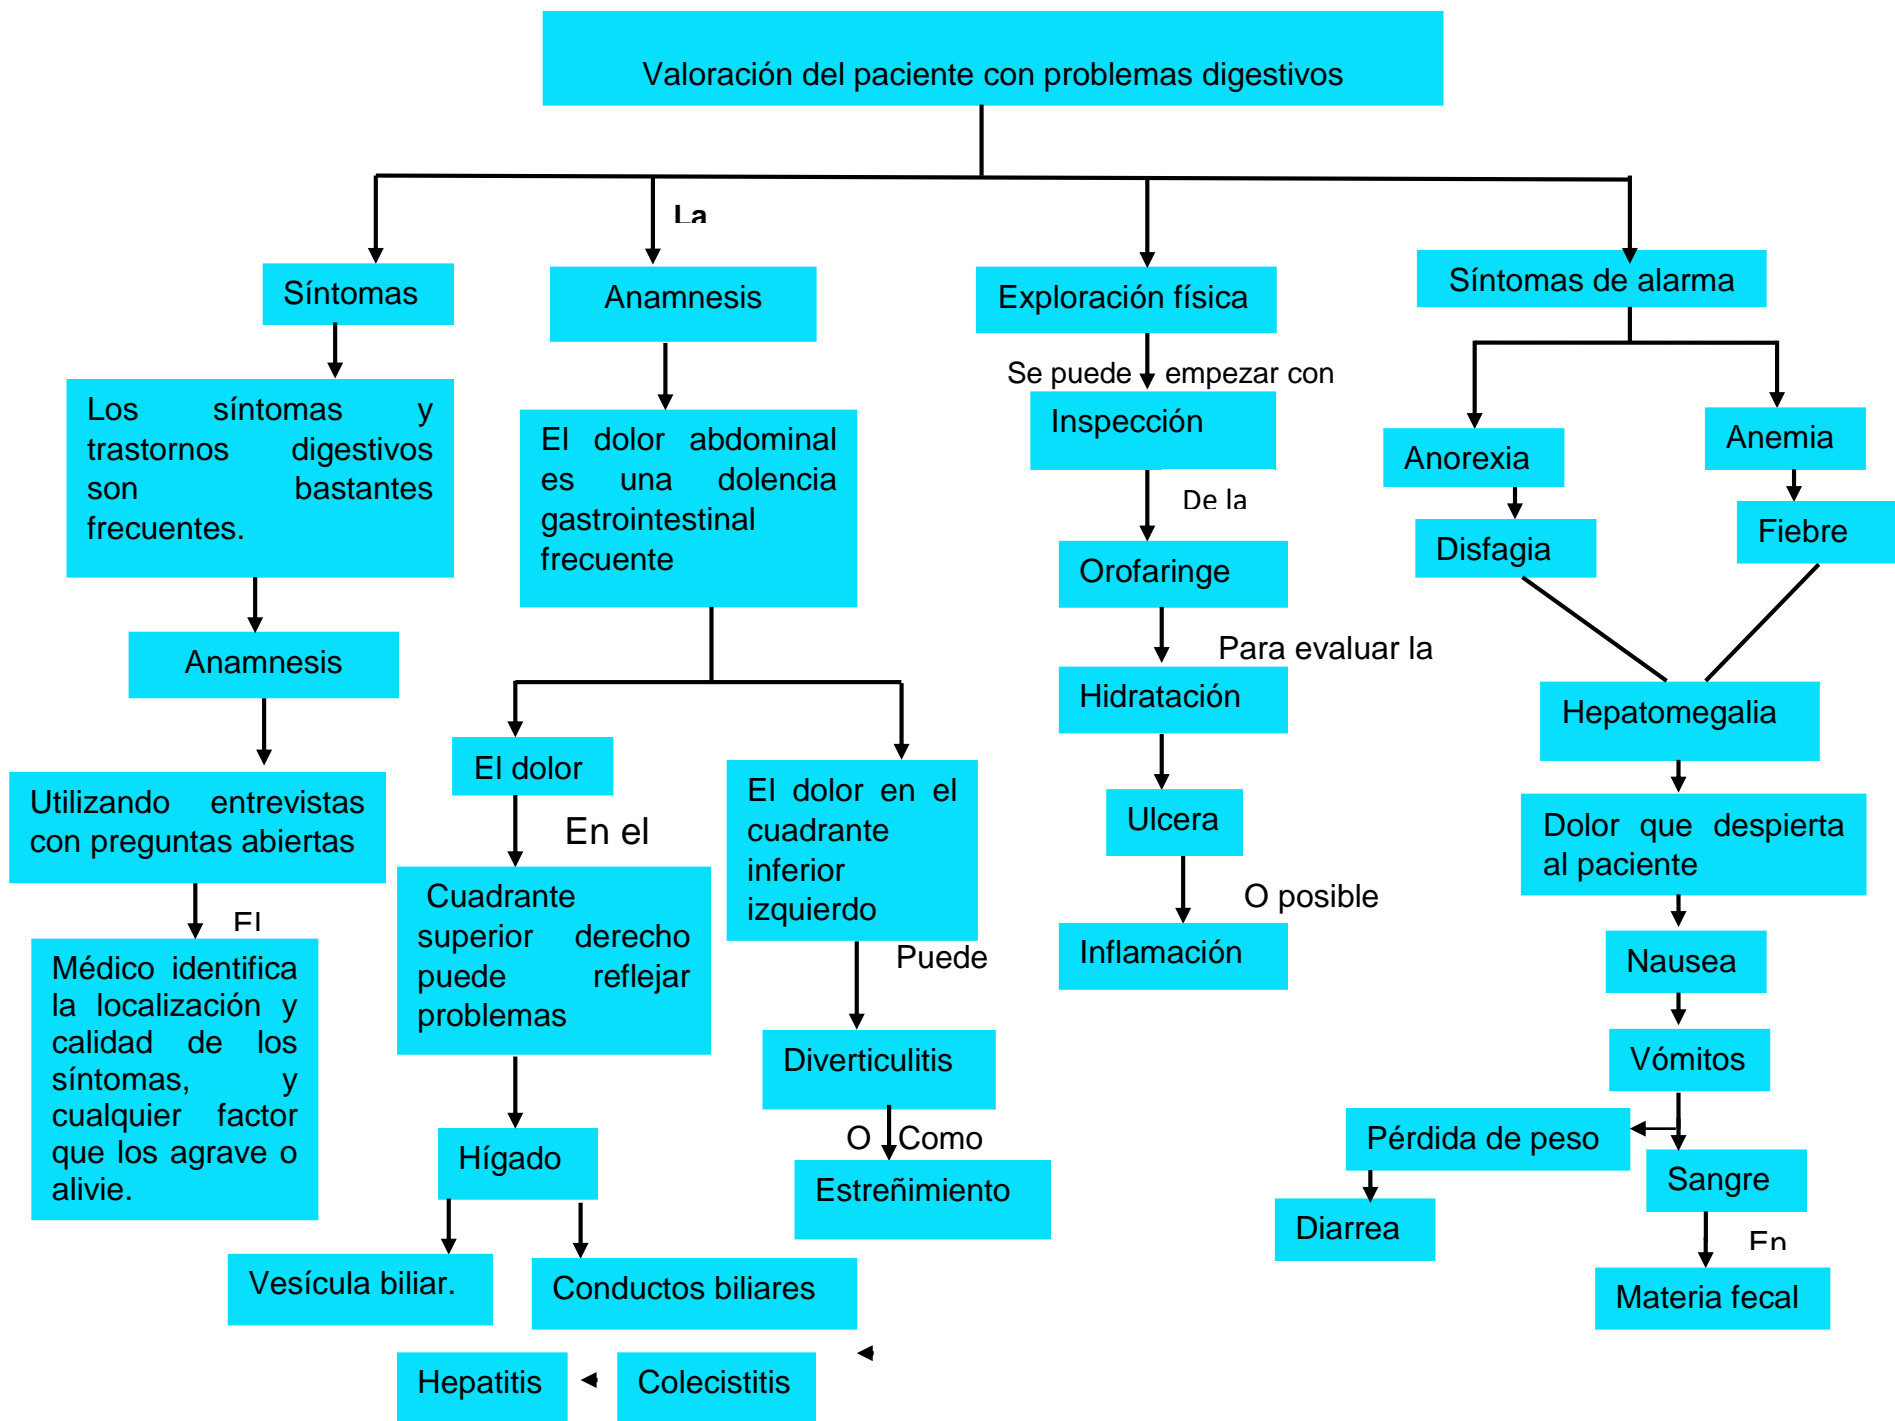 Valoración del paciente con problemas digestivos
La
Síntomas
Anamnesis
Exploración física
Síntomas de alarma
Los síntomas y
trastornos digestivos
son bastantes
frecuentes.
Anamnesis
Utilizando entrevistas
con preguntas abiertas
El
Médico identifica
la localización y
calidad de los
síntomas, y
cualquier factor
que los agrave o
alivie.
El dolor abdominal
es una dolencia
gastrointestinal
frecuente
El dolor
En el
Cuadrante
superior derecho
puede reflejar
problemas
Hígado
Vesícula biliar.
Conductos biliares
Colecistitis
Hepatitis
El dolor en el
cuadrante
inferior
izquierdo
Puede
Diverticulitis
O Como
Estreñimiento
Se puede empezar con
Inspección
De la
Orofaringe
Para evaluar la
Hidratación
Ulcera
O posible
Inflamación
Anorexia
Disfagia
Anemia
Fiebre
Hepatomegalia
Dolor que despierta
al paciente
Nausea
Vómitos
Pérdida de peso
Diarrea
Sangre
En
Materia fecal